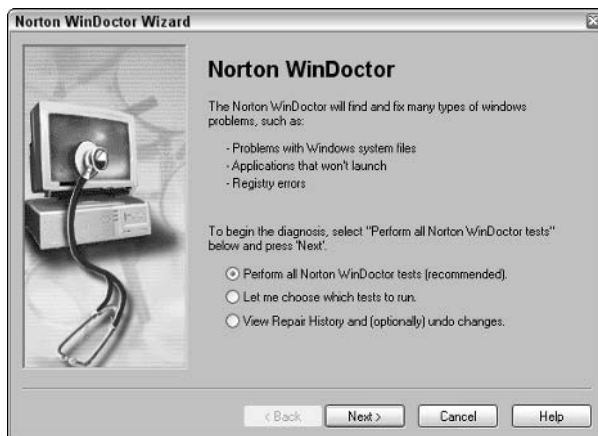 Norton WinDoctor Wizard
Norton WinDoctor
The Norton WinDoctor will find and fix many types of windows
problems, such as:
- Problems with Windows system files
- Applications that won't launch
- Registry errors
To begin the diagnosis, select "Perform all Norton WinDoctor tests"
below and press 'Next'.
Perform all Norton WinDoctor tests (recommended).
Let me choose which tests to run.
View Repair History and (optionally) undo changes.
< Back
Next >
Cancel
Help